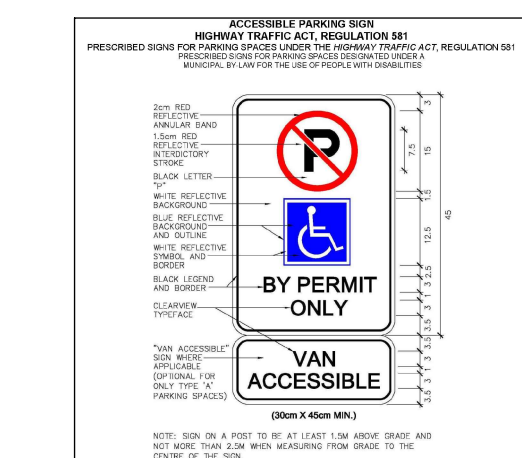 ACCESSIBLE PARKING SIGN
HIGHWAY TRAFFIC ACT, REGULATION 581
PRESCRIBED SIGNS FOR PARKING SPACES UNDER THE HIGHWAY TRAFFIC ACT, REGULATION 581
PRESCRIBED SIGNS FOR PARKING SPACES DESIGNATED UNDER A
MUNICIPAL BY-LAW FOR THE USE OF PEOPLE WITH DISABILITIES
2cm RED
REFLECTIVE
ANNULAR BAND
1.5cm RED
REFLECTIVE
INTERDICTORY
STROKE
BLACK LETTER
"P"
WHITE REFLECTIVE
BACKGROUND
BLUE REFLECTIVE
BACKGROUND
AND OUTLINE
WHITE REFLECTIVE
SYMBOL AND
BORDER
BLACK LEGEND
AND BORDER
CLEARVIEW
TYPEFACE
"VAN ACCESSIBLE"
SIGN WHERE
APPLICABLE
(OPTIONAL FOR
ONLY TYPE 'A'
PARKING SPACES)
P
BY PERMIT
ONLY
VAN
ACCESSIBLE
3
7.5
15
1.5
45
12.5
2.5
3
1
3
3.5
3.5
3
1
3
3.5
(30cm X 45cm MIN.)
NOTE: SIGN ON A POST TO BE AT LEAST 1.5M ABOVE GRADE AND
NOT MORE THAN 2.5M WHEN MEASURING FROM GRADE TO THE
CENTRE OF THE SIGN